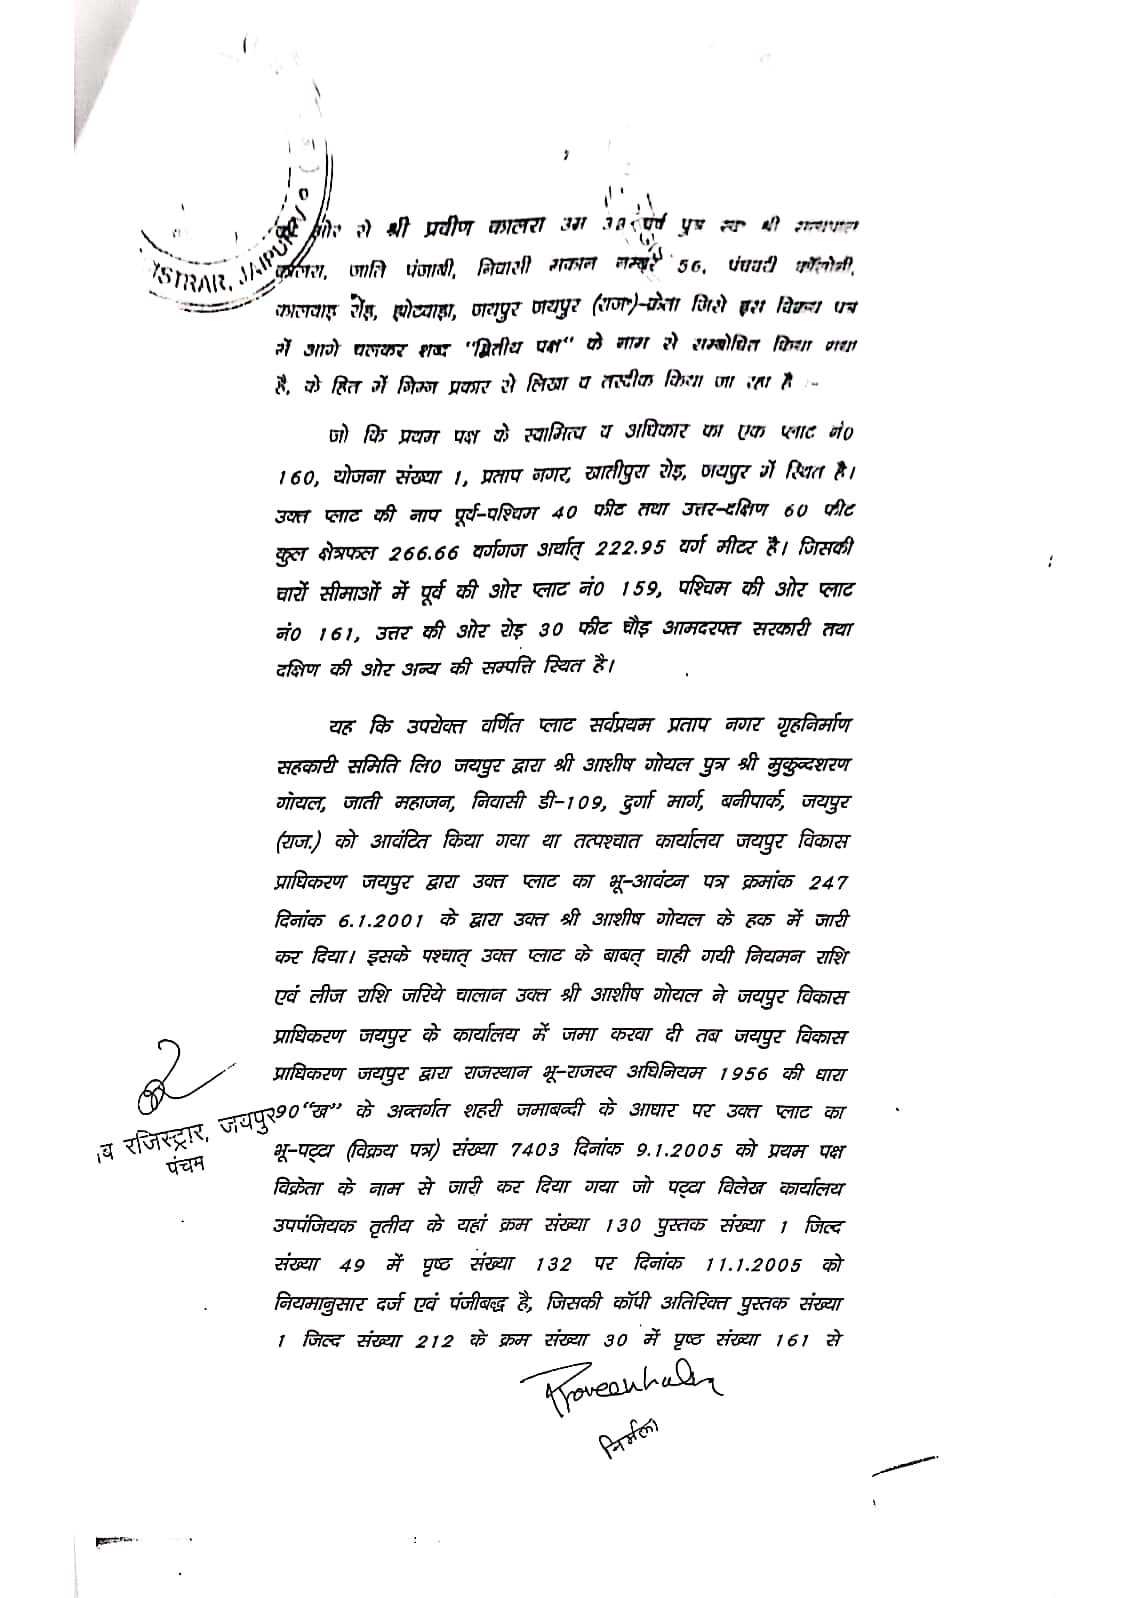 STRAR, JAIPUR
ओर से श्री प्रवीण कालरा उम्र 38 वर्ष पुत्र स्व श्री
कालरा, जाति पंजाबी, निवासी मकान नम्बर 56, पंचवटी कॉलोनी,
कालवाड़ रोड़, झोटवाड़ा, जयपुर जयपुर (राज०)-क्रेता जिसे इस विक्रय पत्र
में आगे चलकर शब्द "द्वितीय पक्ष" के नाम से सम्बोधित किया गया
है, के हित में निम्न प्रकार से लिखा व तस्दीक किया जा रहा है :-
जो कि प्रथम पक्ष के स्वामित्व व अधिकार का एक प्लाट नं०
160, योजना संख्या 1, प्रताप नगर, खातीपुरा रोड़, जयपुर में स्थित है।
उक्त प्लाट की नाप पूर्व-पश्चिम 40 फीट तथा उत्तर-दक्षिण 60 फीट
कुल क्षेत्रफल 266.66 वर्गगज अर्थात् 222.95 वर्ग मीटर है। जिसकी
चारों सीमाओं में पूर्व की ओर प्लाट नं० 159, पश्चिम की ओर प्लाट
नं० 161, उत्तर की ओर रोड़ 30 फीट चौड़ आमदरफ्त सरकारी तथा
दक्षिण की ओर अन्य की सम्पत्ति स्थित है।
यह कि उपरोक्त वर्णित प्लाट सर्वप्रथम प्रताप नगर गृहनिर्माण
सहकारी समिति लि० जयपुर द्वारा श्री आशीष गोयल पुत्र श्री मुकुन्दशरण
गोयल, जाती महाजन, निवासी डी-109, दुर्गा मार्ग, बनीपार्क, जयपुर
(राज.) को आवंटित किया गया था तत्पश्चात कार्यालय जयपुर विकास
प्राधिकरण जयपुर द्वारा उक्त प्लाट का भू-आवंटन पत्र क्रमांक 247
दिनांक 6.1.2001 के द्वारा उक्त श्री आशीष गोयल के हक में जारी
कर दिया। इसके पश्चात् उक्त प्लाट के बाबत् चाही गयी नियमन राशि
एवं लीज राशि जरिये चालान उक्त श्री आशीष गोयल ने जयपुर विकास
प्राधिकरण जयपुर के कार्यालय में जमा करवा दी तब जयपुर विकास
प्राधिकरण जयपुर द्वारा राजस्थान भू-राजस्व अधिनियम 1956 की धारा
90"ख" के अन्तर्गत शहरी जमाबन्दी के आधार पर उक्त प्लाट का
भू-पट्टा (विक्रय पत्र) संख्या 7403 दिनांक 9.1.2005 को प्रथम पक्ष
विक्रेता के नाम से जारी कर दिया गया जो पट्टा विलेख कार्यालय
उपपंजियक तृतीय के यहां क्रम संख्या 130 पुस्तक संख्या 1 जिल्द
संख्या 49 में पृष्ठ संख्या 132 पर दिनांक 11.1.2005 को
नियमानुसार दर्ज एवं पंजीबद्ध है, जिसकी कॉपी अतिरिक्त पुस्तक संख्या
1 जिल्द संख्या 212 के क्रम संख्या 30 में पृष्ठ संख्या 161 से
व रजिस्ट्रार, जयपुर
पंचम
Praveen Kalra
निर्मला